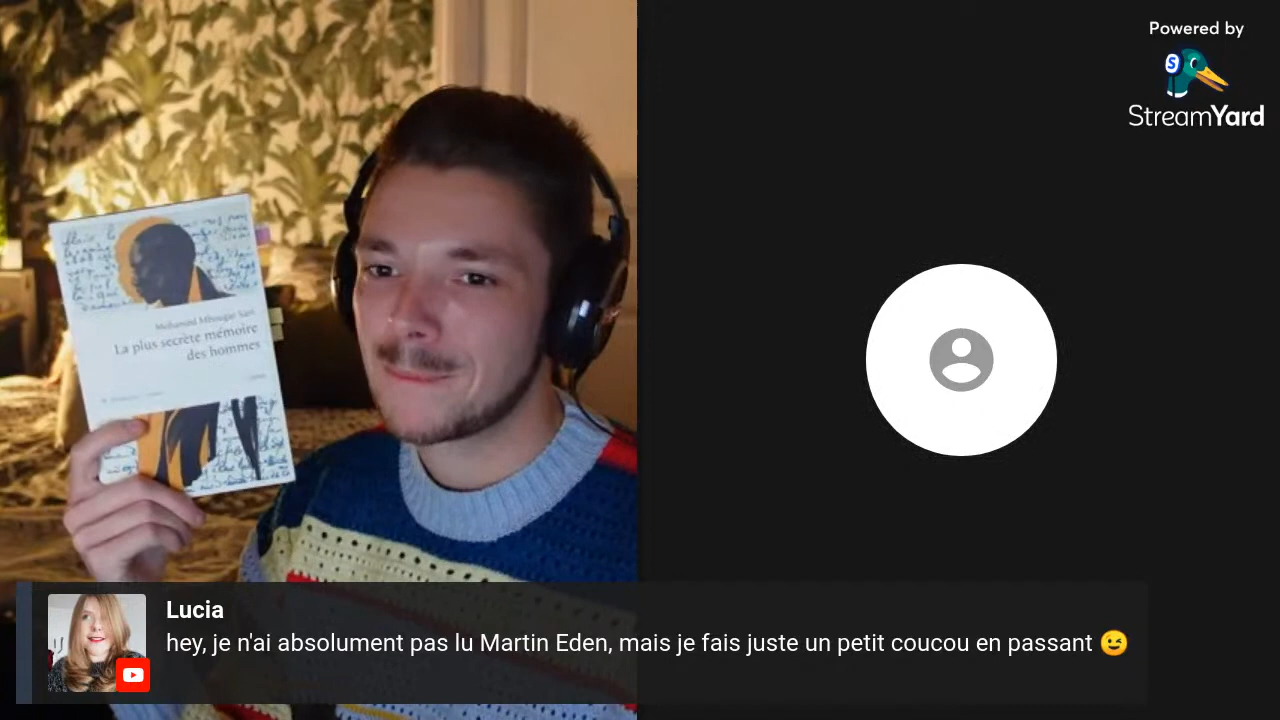 Powered by
StreamYard
Mohamed Mbougar Sarr
La plus secrète mémoire
des hommes
Lucia
hey, je n'ai absolument pas lu Martin Eden, mais je fais juste un petit coucou en passant 😉